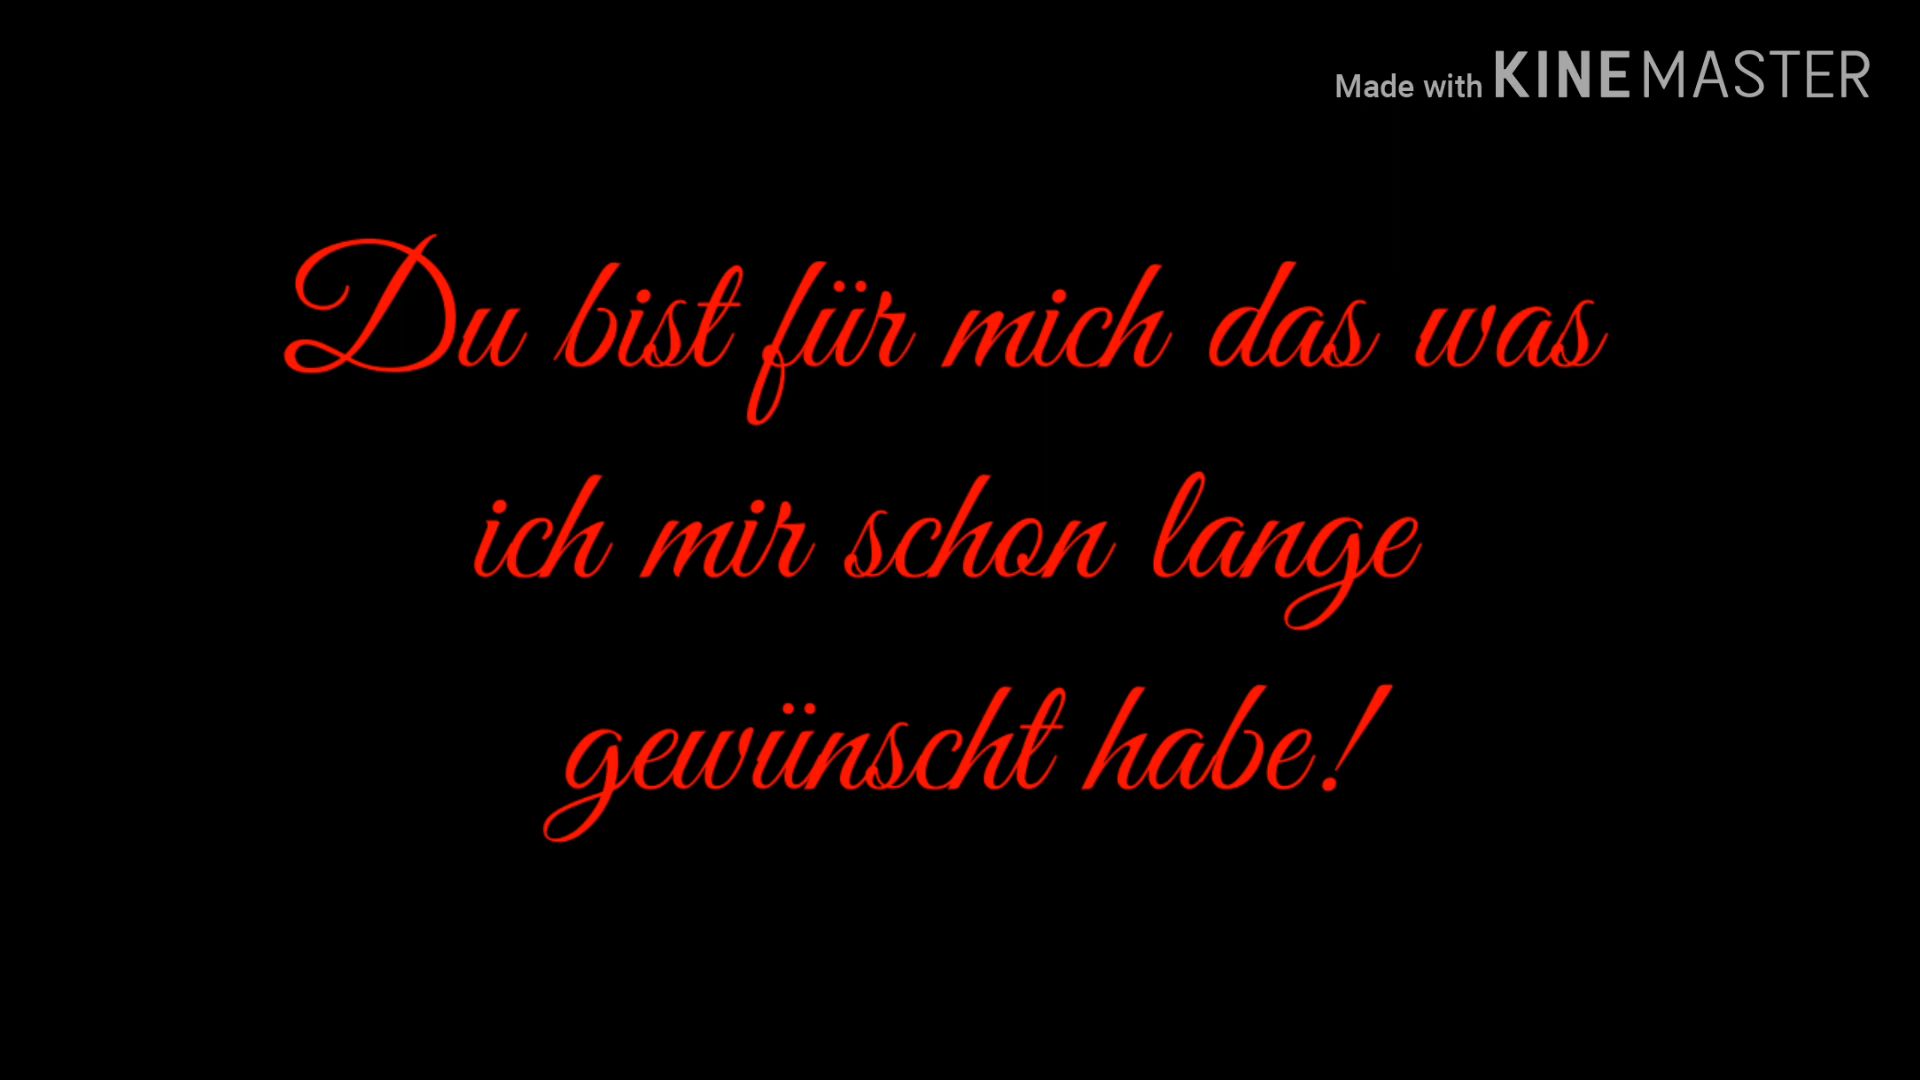 Made with KINEMASTER
Du bist für mich das was
ich mir schon lange
gewünscht habe!